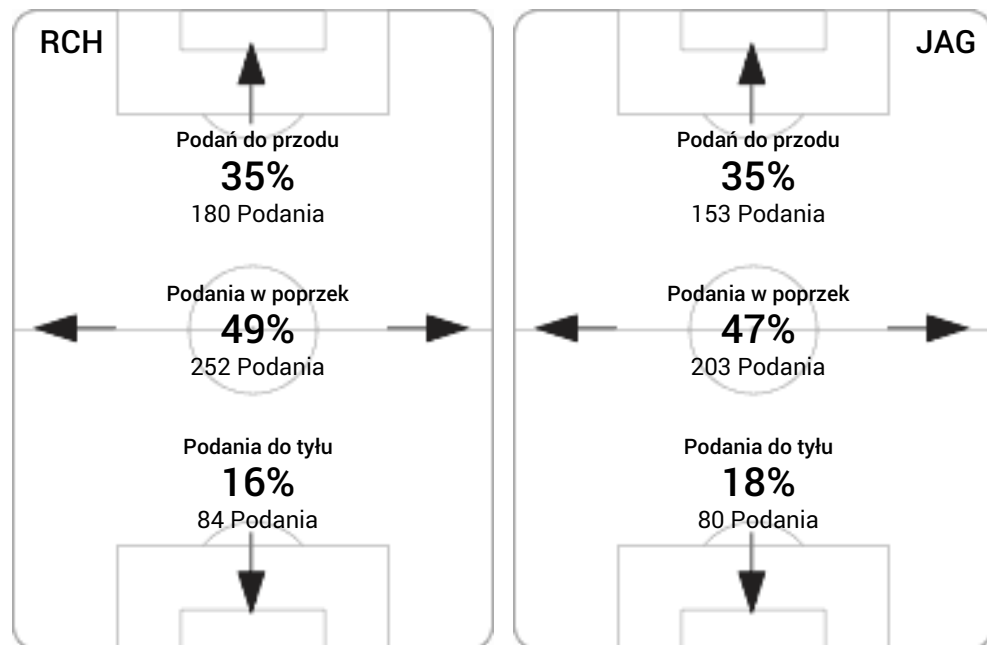 RCH
Podań do przodu
35%
180 Podania
Podania w poprzek
49%
252 Podania
Podania do tyłu
16%
84 Podania
JAG
Podań do przodu
35%
153 Podania
Podania w poprzek
47%
203 Podania
Podania do tyłu
18%
80 Podania